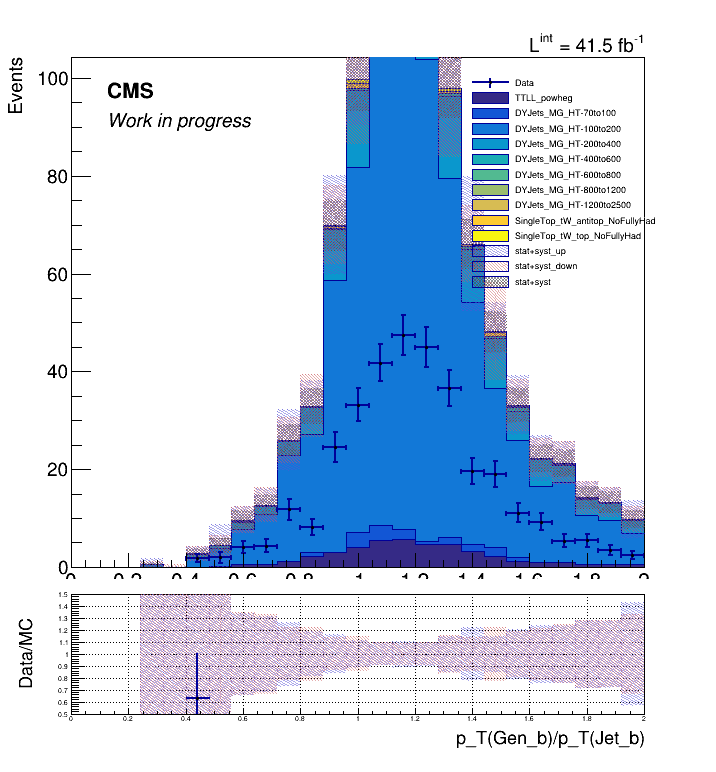 L^int = 41.5 fb^-1
Events
CMS
Work in progress
Data
TTLL_powheg
DYJets_MG_HT-70to100
DYJets_MG_HT-100to200
DYJets_MG_HT-200to400
DYJets_MG_HT-400to600
DYJets_MG_HT-600to800
DYJets_MG_HT-800to1200
DYJets_MG_HT-1200to2500
SingleTop_tW_antitop_NoFullyHad
SingleTop_tW_top_NoFullyHad
stat+syst_up
stat+syst_down
stat+syst
100
80
60
40
20
0
0 0.2 0.4 0.6 0.8 1 1.2 1.4 1.6 1.8 2
Data/MC
1.5
1.4
1.3
1.2
1.1
1
0.9
0.8
0.7
0.6
0.5
0 0.2 0.4 0.6 0.8 1 1.2 1.4 1.6 1.8 2
p_T(Gen_b)/p_T(Jet_b)